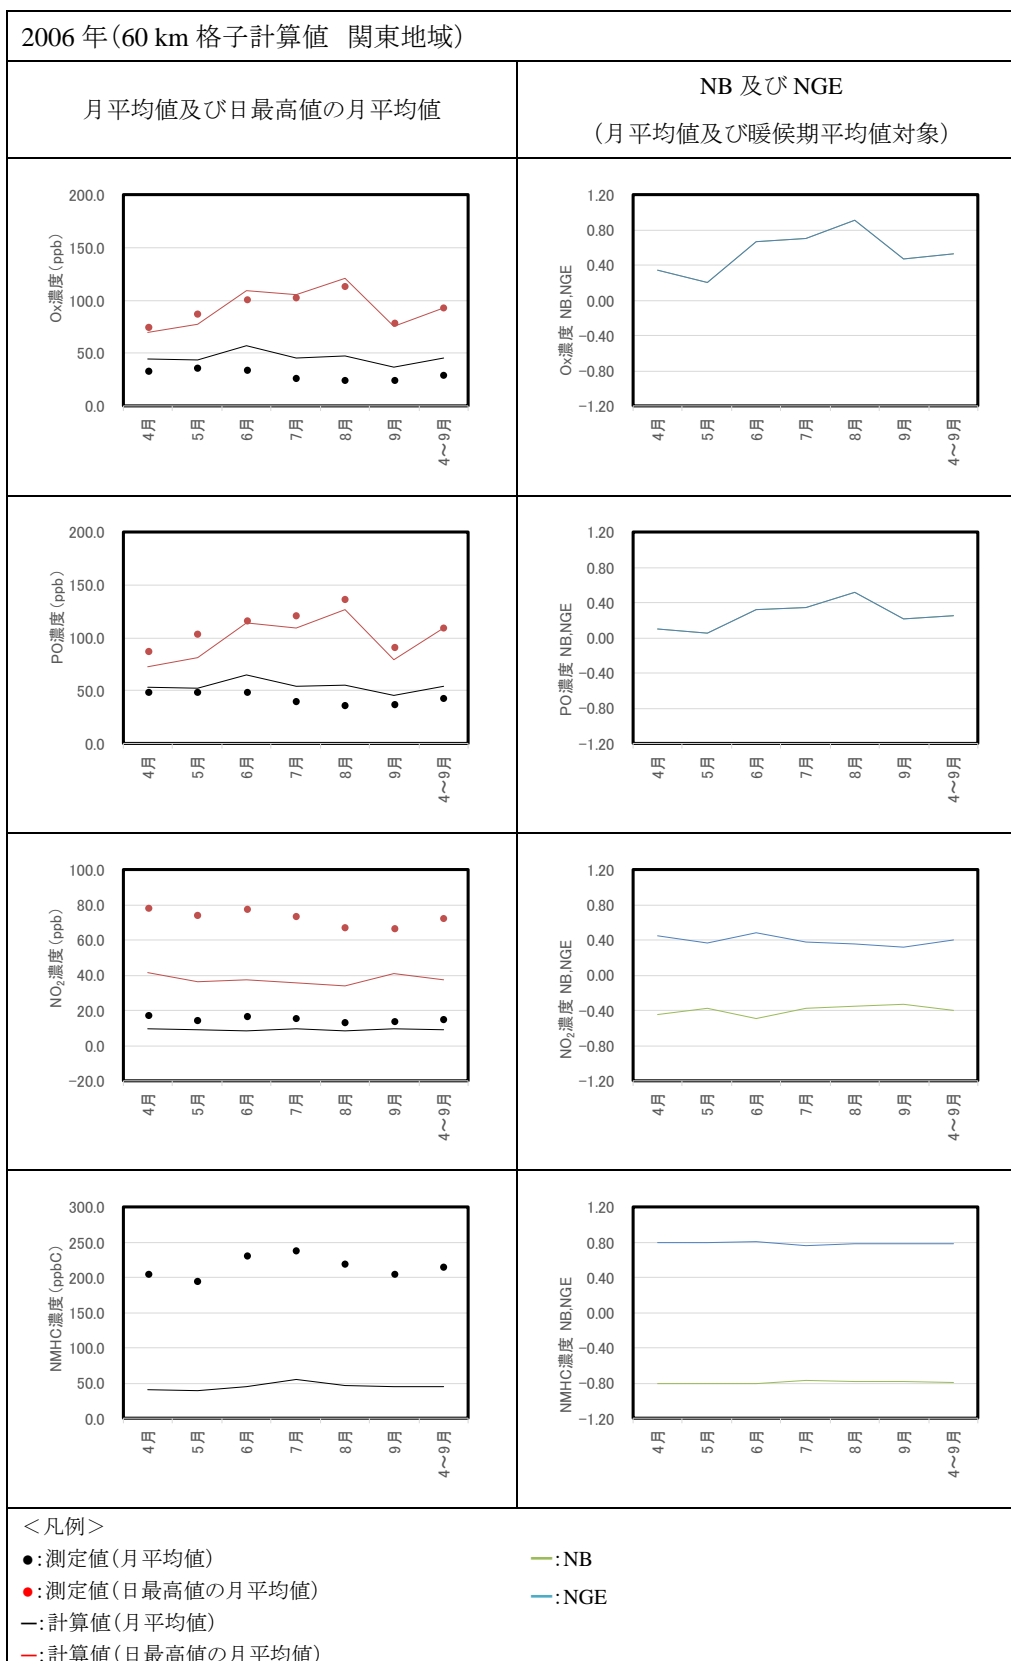 2006 年(60 km 格子計算値　関東地域)
月平均値及び日最高値の月平均値
NB 及び NGE
(月平均値及び暖候期平均値対象)
Ox濃度(ppb)
200.0
150.0
100.0
50.0
0.0
4月
5月
6月
7月
8月
9月
4～9月
Ox濃度 NB,NGE
1.20
0.80
0.40
0.00
−0.40
−0.80
−1.20
4月
5月
6月
7月
8月
9月
4～9月
PO濃度(ppb)
200.0
150.0
100.0
50.0
0.0
4月
5月
6月
7月
8月
9月
4～9月
PO濃度 NB,NGE
1.20
0.80
0.40
0.00
−0.40
−0.80
−1.20
4月
5月
6月
7月
8月
9月
4～9月
NO₂濃度(ppb)
100.0
80.0
60.0
40.0
20.0
0.0
−20.0
4月
5月
6月
7月
8月
9月
4～9月
NO₂濃度 NB,NGE
1.20
0.80
0.40
0.00
−0.40
−0.80
−1.20
4月
5月
6月
7月
8月
9月
4～9月
NMHC濃度(ppbC)
300.0
250.0
200.0
150.0
100.0
50.0
0.0
4月
5月
6月
7月
8月
9月
4～9月
NMHC濃度 NB,NGE
1.20
0.80
0.40
0.00
−0.40
−0.80
−1.20
4月
5月
6月
7月
8月
9月
4～9月
＜凡例＞
●:測定値(月平均値)
●:測定値(日最高値の月平均値)
—:計算値(月平均値)
—:計算値(日最高値の月平均値)
—:NB
—:NGE